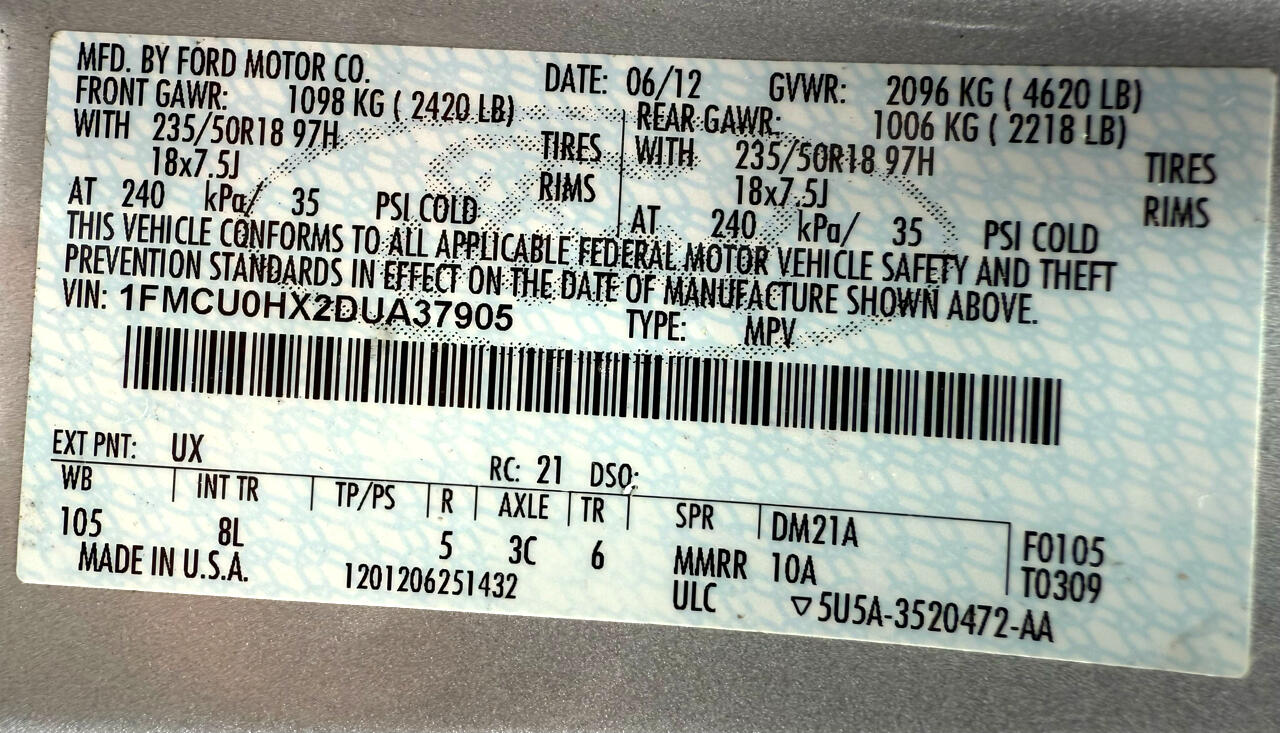 MFD. BY FORD MOTOR CO. DATE: 06/12 GVWR: 2096 KG ( 4620 LB)
FRONT GAWR: 1098 KG ( 2420 LB) REAR GAWR: 1006 KG ( 2218 LB)
WITH 235/50R18 97H TIRES WITH 235/50R18 97H TIRES
18x7.5J RIMS 18x7.5J RIMS
AT 240 kPa/ 35 PSI COLD AT 240 kPa/ 35 PSI COLD
THIS VEHICLE CONFORMS TO ALL APPLICABLE FEDERAL MOTOR VEHICLE SAFETY AND THEFT
PREVENTION STANDARDS IN EFFECT ON THE DATE OF MANUFACTURE SHOWN ABOVE.
VIN: 1FMCU0HX2DUA37905 TYPE: MPV
EXT PNT: UX RC: 21 DSO:
WB INT TR TP/PS R AXLE TR SPR DM21A F0105
105 8L 5 3C 6 MMRR 10A T0309
MADE IN U.S.A. 1201206251432 ULC ▽5U5A-3520472-AA